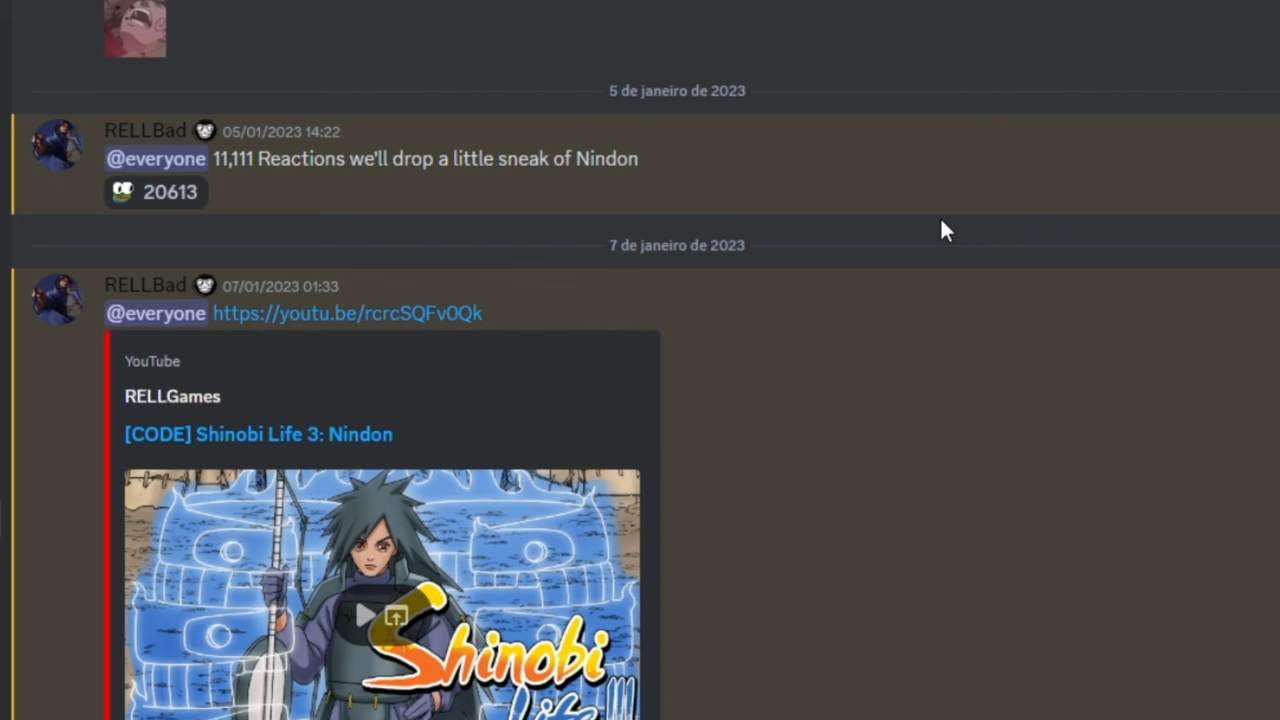 5 de janeiro de 2023
RELLBad 05/01/2023 14:22
@everyone 11,111 Reactions we'll drop a little sneak of Nindon
20613
7 de janeiro de 2023
RELLBad 07/01/2023 01:33
@everyone https://youtu.be/rcrcSQFv0Qk
YouTube
RELLGames
[CODE] Shinobi Life 3: Nindon
Shinobi
Life III